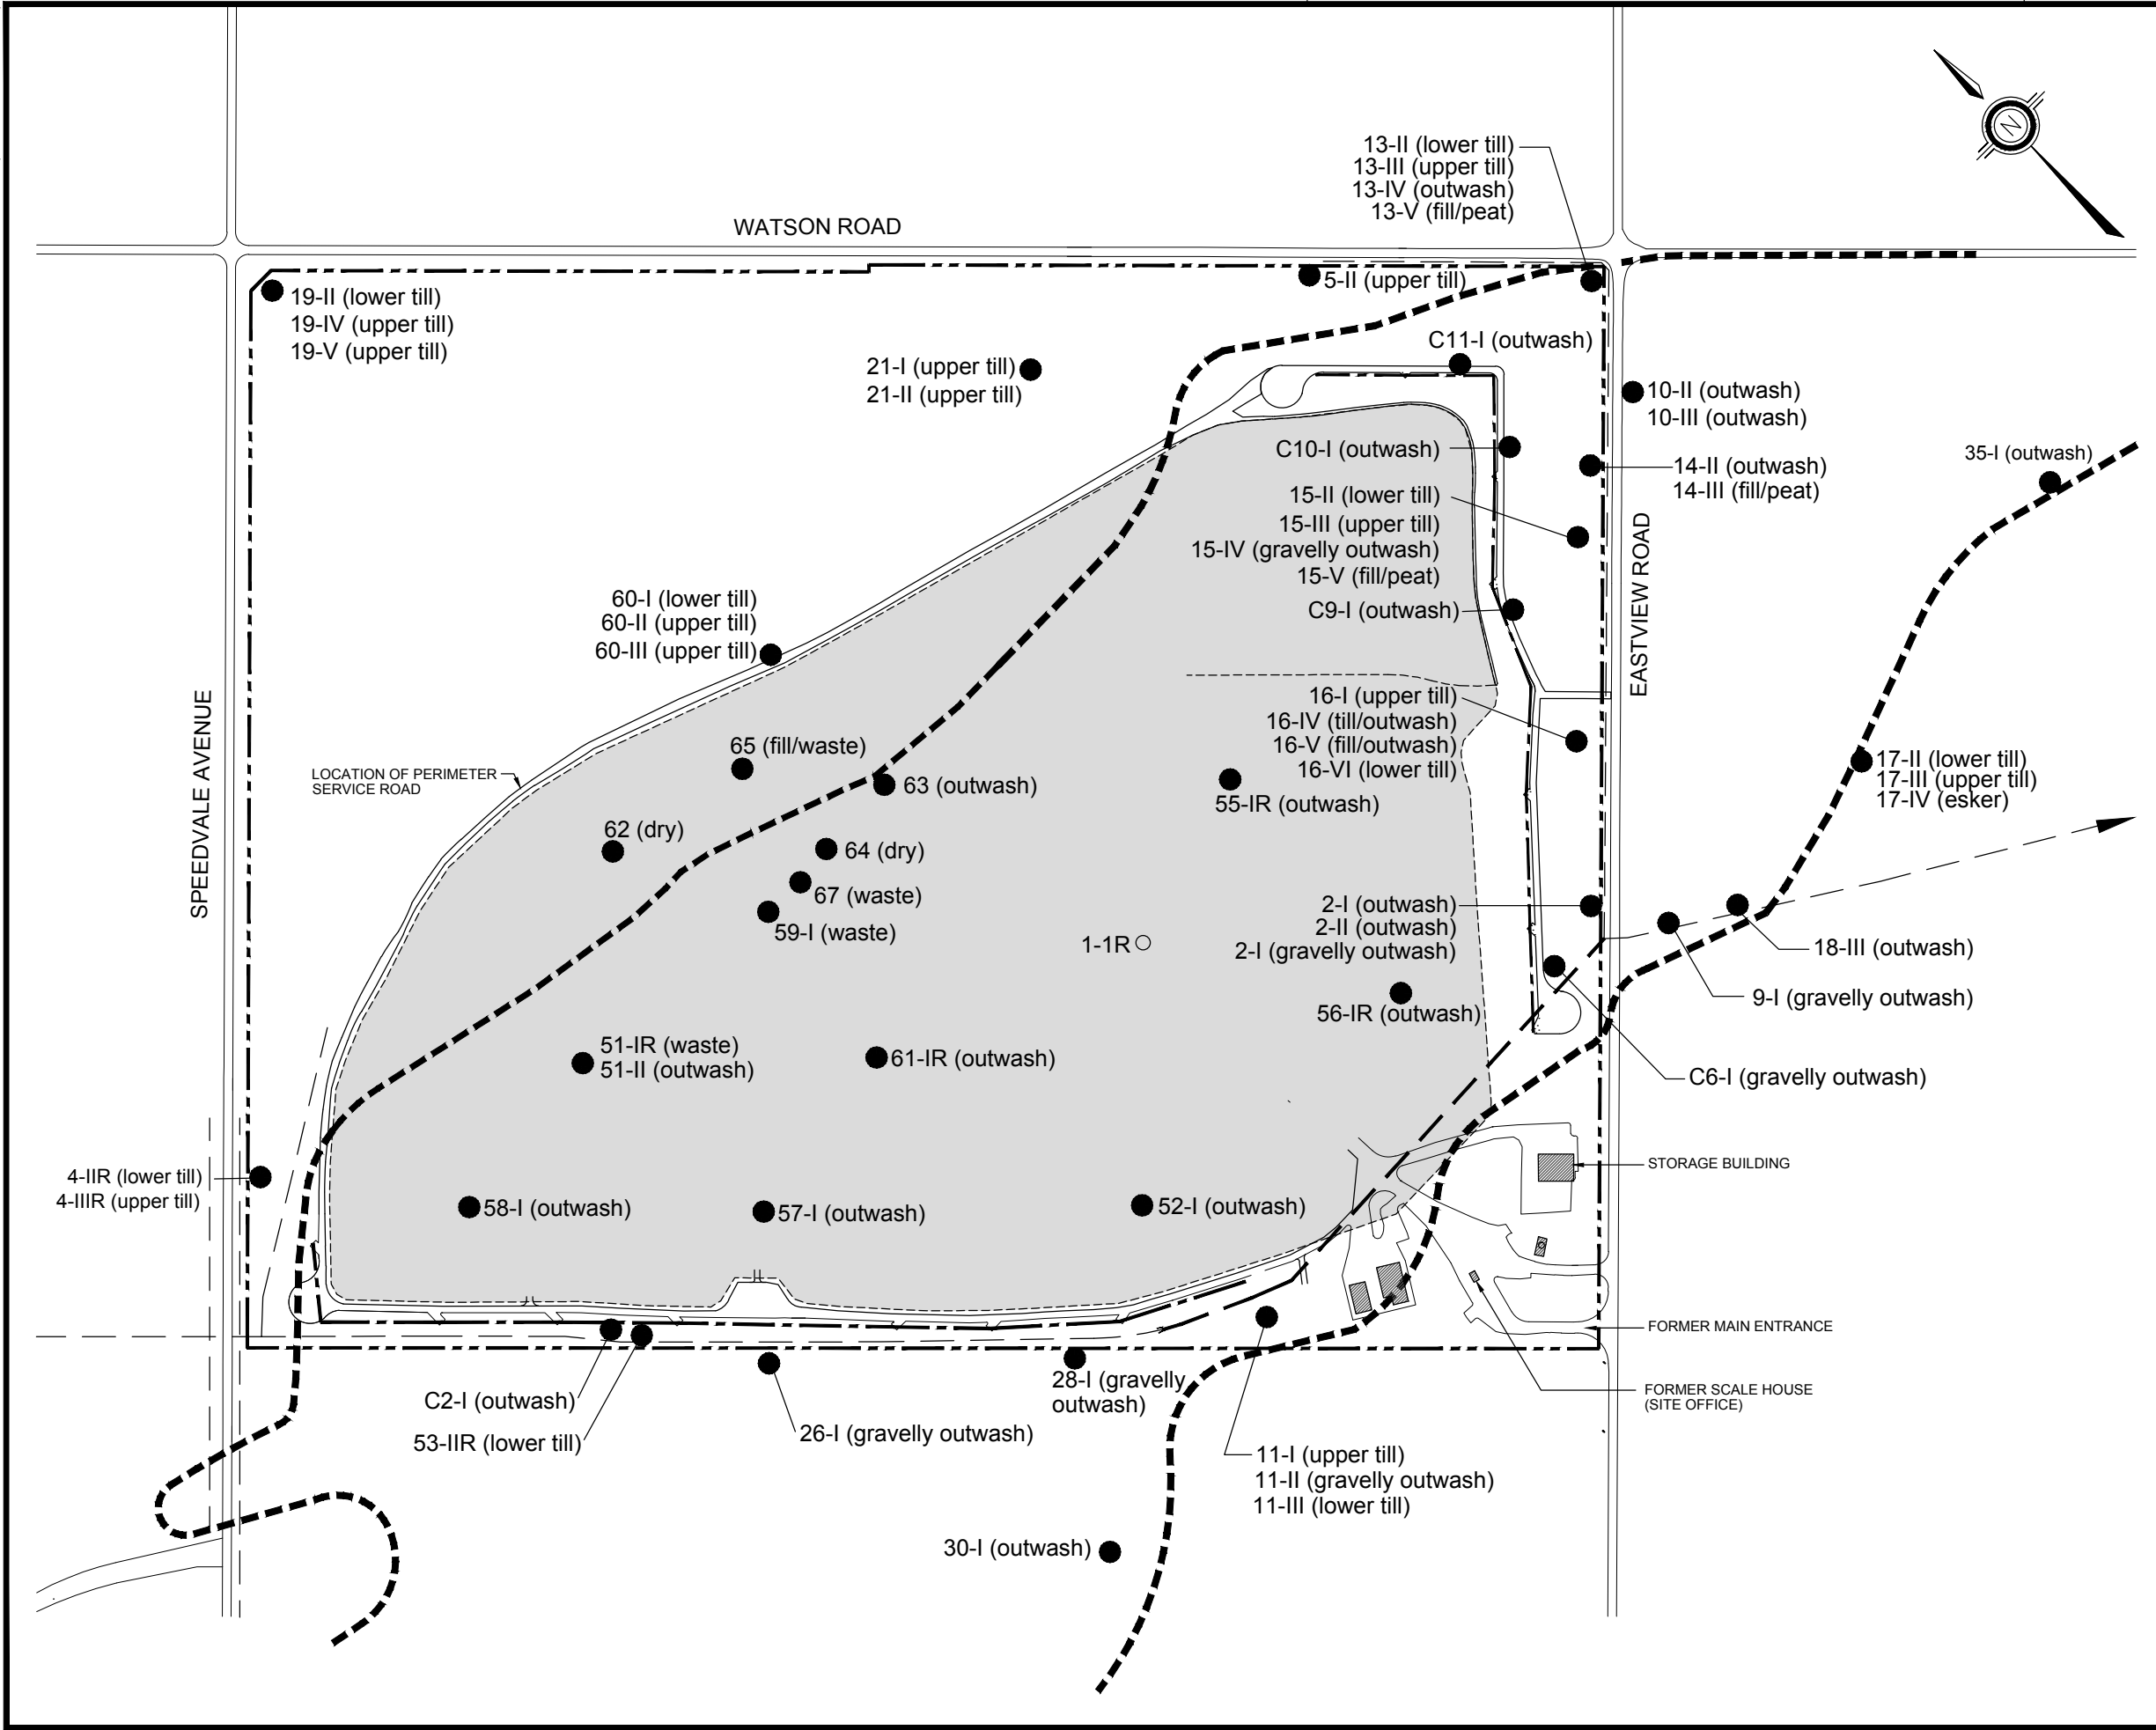 N
13-II (lower till)
13-III (upper till)
13-IV (outwash)
13-V (fill/peat)
WATSON ROAD
5-II (upper till)
19-II (lower till)
19-IV (upper till)
19-V (upper till)
C11-I (outwash)
21-I (upper till)
21-II (upper till)
10-II (outwash)
10-III (outwash)
C10-I (outwash)
35-I (outwash)
14-II (outwash)
14-III (fill/peat)
15-II (lower till)
15-III (upper till)
15-IV (gravelly outwash)
15-V (fill/peat)
EASTVIEW ROAD
60-I (lower till)
60-II (upper till)
60-III (upper till)
C9-I (outwash)
SPEEDVALE AVENUE
16-I (upper till)
16-IV (till/outwash)
16-V (fill/outwash)
16-VI (lower till)
65 (fill/waste)
LOCATION OF PERIMETER
SERVICE ROAD
63 (outwash)
55-IR (outwash)
17-II (lower till)
17-III (upper till)
17-IV (esker)
62 (dry)
64 (dry)
67 (waste)
59-I (waste)
2-I (outwash)
2-II (outwash)
2-I (gravelly outwash)
1-1R
18-III (outwash)
9-I (gravelly outwash)
56-IR (outwash)
51-IR (waste)
51-II (outwash)
61-IR (outwash)
C6-I (gravelly outwash)
STORAGE BUILDING
4-IIR (lower till)
4-IIIR (upper till)
58-I (outwash)
57-I (outwash)
52-I (outwash)
FORMER MAIN ENTRANCE
28-I (gravelly
outwash)
FORMER SCALE HOUSE
(SITE OFFICE)
C2-I (outwash)
26-I (gravelly outwash)
53-IIR (lower till)
11-I (upper till)
11-II (gravelly outwash)
11-III (lower till)
30-I (outwash)